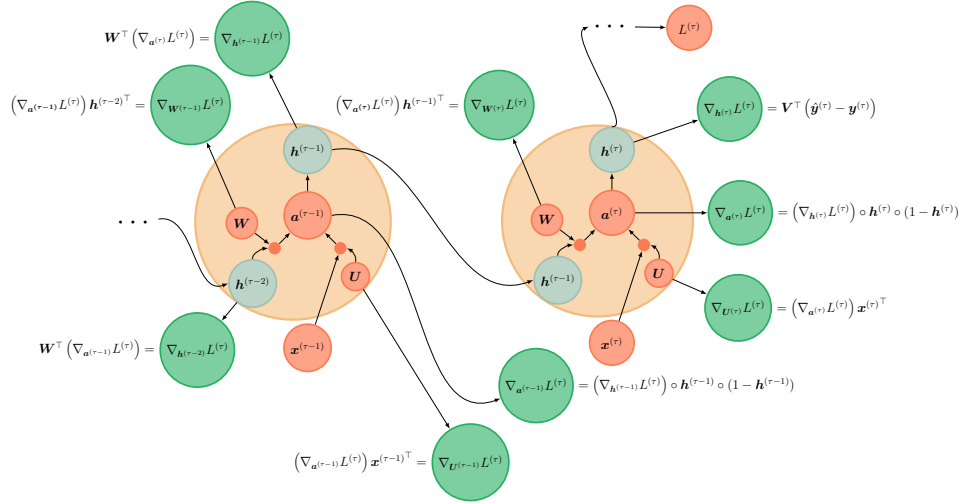 L^{(τ)}
W^⊤ (∇_{a^{(τ)}} L^{(τ)}) = ∇_{h^{(τ-1)}} L^{(τ)}
(∇_{a^{(τ-1)}} L^{(τ)}) h^{(τ-2)⊤} = ∇_{W^{(τ-1)}} L^{(τ)}
(∇_{a^{(τ)}} L^{(τ)}) h^{(τ-1)⊤} = ∇_{W^{(τ)}} L^{(τ)}
∇_{h^{(τ)}} L^{(τ)} = V^⊤ (ŷ^{(τ)} − y^{(τ)})
h^{(τ-1)}
h^{(τ)}
W
a^{(τ-1)}
W
a^{(τ)}
∇_{a^{(τ)}} L^{(τ)} = (∇_{h^{(τ)}} L^{(τ)}) ∘ h^{(τ)} ∘ (1 − h^{(τ)})
h^{(τ-2)}
U
h^{(τ-1)}
U
∇_{U^{(τ)}} L^{(τ)} = (∇_{a^{(τ)}} L^{(τ)}) x^{(τ)⊤}
W^⊤ (∇_{a^{(τ-1)}} L^{(τ)}) = ∇_{h^{(τ-2)}} L^{(τ)}
x^{(τ-1)}
x^{(τ)}
∇_{a^{(τ-1)}} L^{(τ)} = (∇_{h^{(τ-1)}} L^{(τ)}) ∘ h^{(τ-1)} ∘ (1 − h^{(τ-1)})
(∇_{a^{(τ-1)}} L^{(τ)}) x^{(τ-1)⊤} = ∇_{U^{(τ-1)}} L^{(τ)}